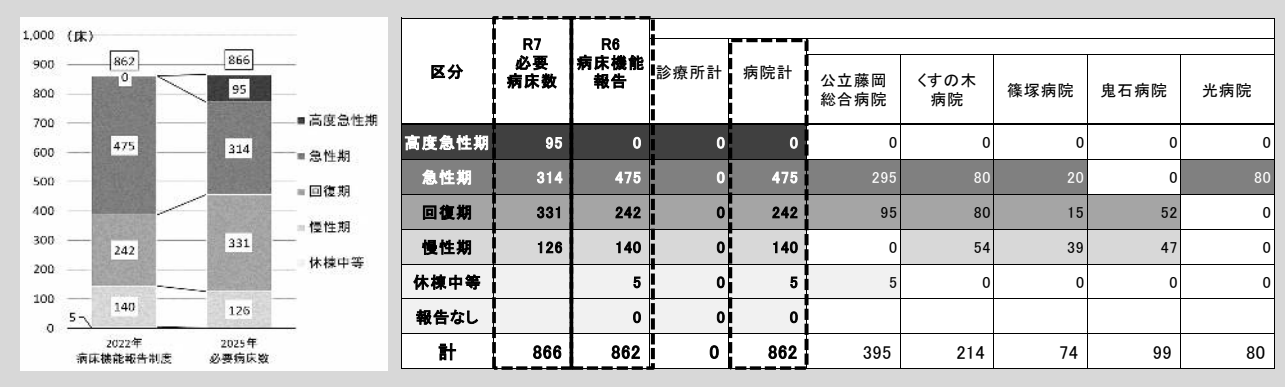 1,000 （床）
900
800
700
600
500
400
300
200
100
0
862
0
475
242
140
5
866
95
314
331
126
2022年
病床機能報告制度
2025年
必要病床数
高度急性期
急性期
回復期
慢性期
休棟中等
区分 R7 必要 病床数 R6 病床機能 報告 診療所計 病院計 公立藤岡 総合病院 くすの木 病院 篠塚病院 鬼石病院 光病院
高度急性期 95 0 0 0 0 0 0 0 0
急性期 314 475 0 475 295 80 20 0 80
回復期 331 242 0 242 95 80 15 52 0
慢性期 126 140 0 140 0 54 39 47 0
休棟中等 5 0 5 5 0 0 0 0
報告なし 0 0 0
計 866 862 0 862 395 214 74 99 80